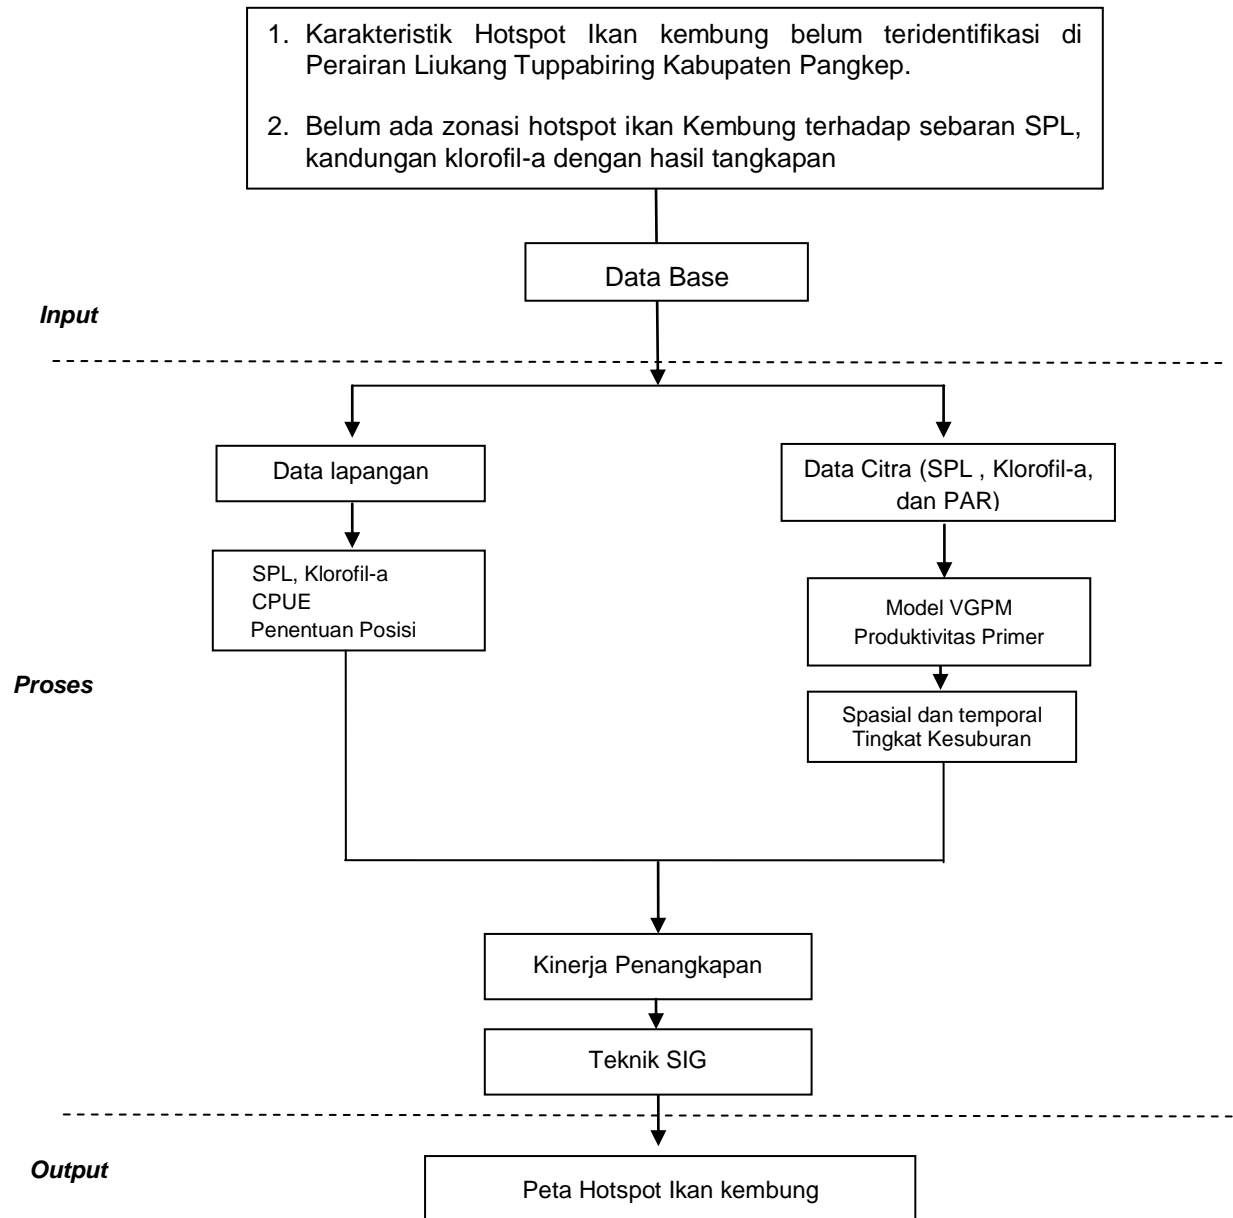 1. Karakteristik Hotspot Ikan kembung belum teridentifikasi di
Perairan Liukang Tuppabiring Kabupaten Pangkep.
2. Belum ada zonasi hotspot ikan Kembung terhadap sebaran SPL,
kandungan klorofil-a dengan hasil tangkapan
Data Base
Input
Data lapangan
Data Citra (SPL , Klorofil-a,
dan PAR)
SPL, Klorofil-a
CPUE
Penentuan Posisi
Model VGPM
Produktivitas Primer
Proses
Spasial dan temporal
Tingkat Kesuburan
Kinerja Penangkapan
Teknik SIG
Output
Peta Hotspot Ikan kembung